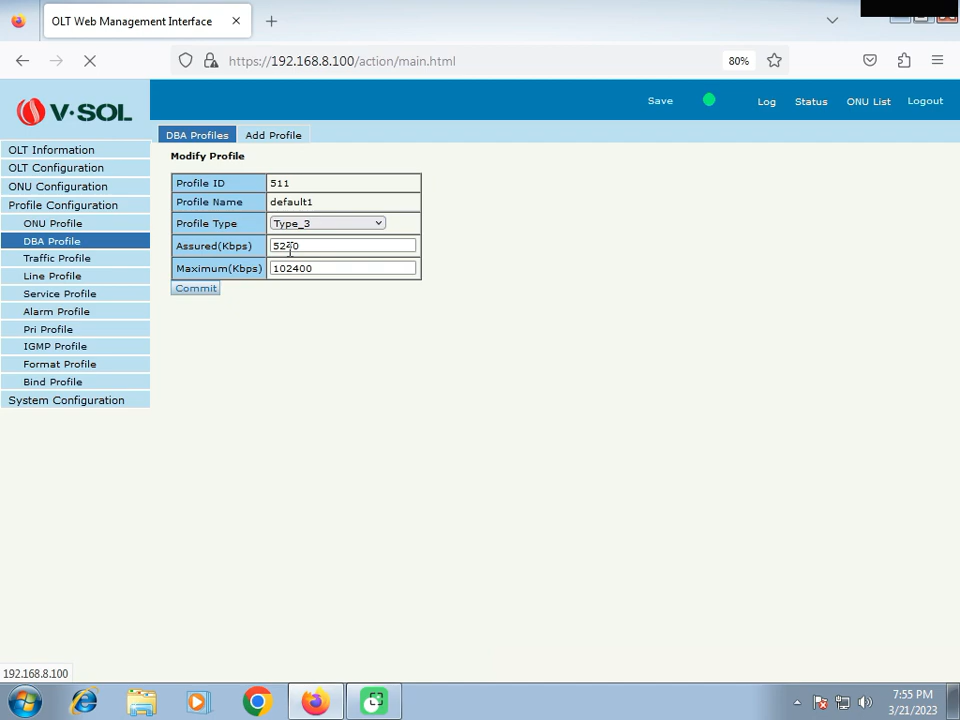 OLT Web Management Interface
https://192.168.8.100/action/main.html
80%
V·SOL
Save
Log
Status
ONU List
Logout
DBA Profiles
Add Profile
OLT Information
OLT Configuration
ONU Configuration
Profile Configuration
ONU Profile
DBA Profile
Traffic Profile
Line Profile
Service Profile
Alarm Profile
Pri Profile
IGMP Profile
Format Profile
Bind Profile
System Configuration
Modify Profile
Profile ID 511
Profile Name default1
Profile Type Type_3
Assured(Kbps)
Maximum(Kbps) 102400
Commit
192.168.8.100
7:55 PM
3/21/2023